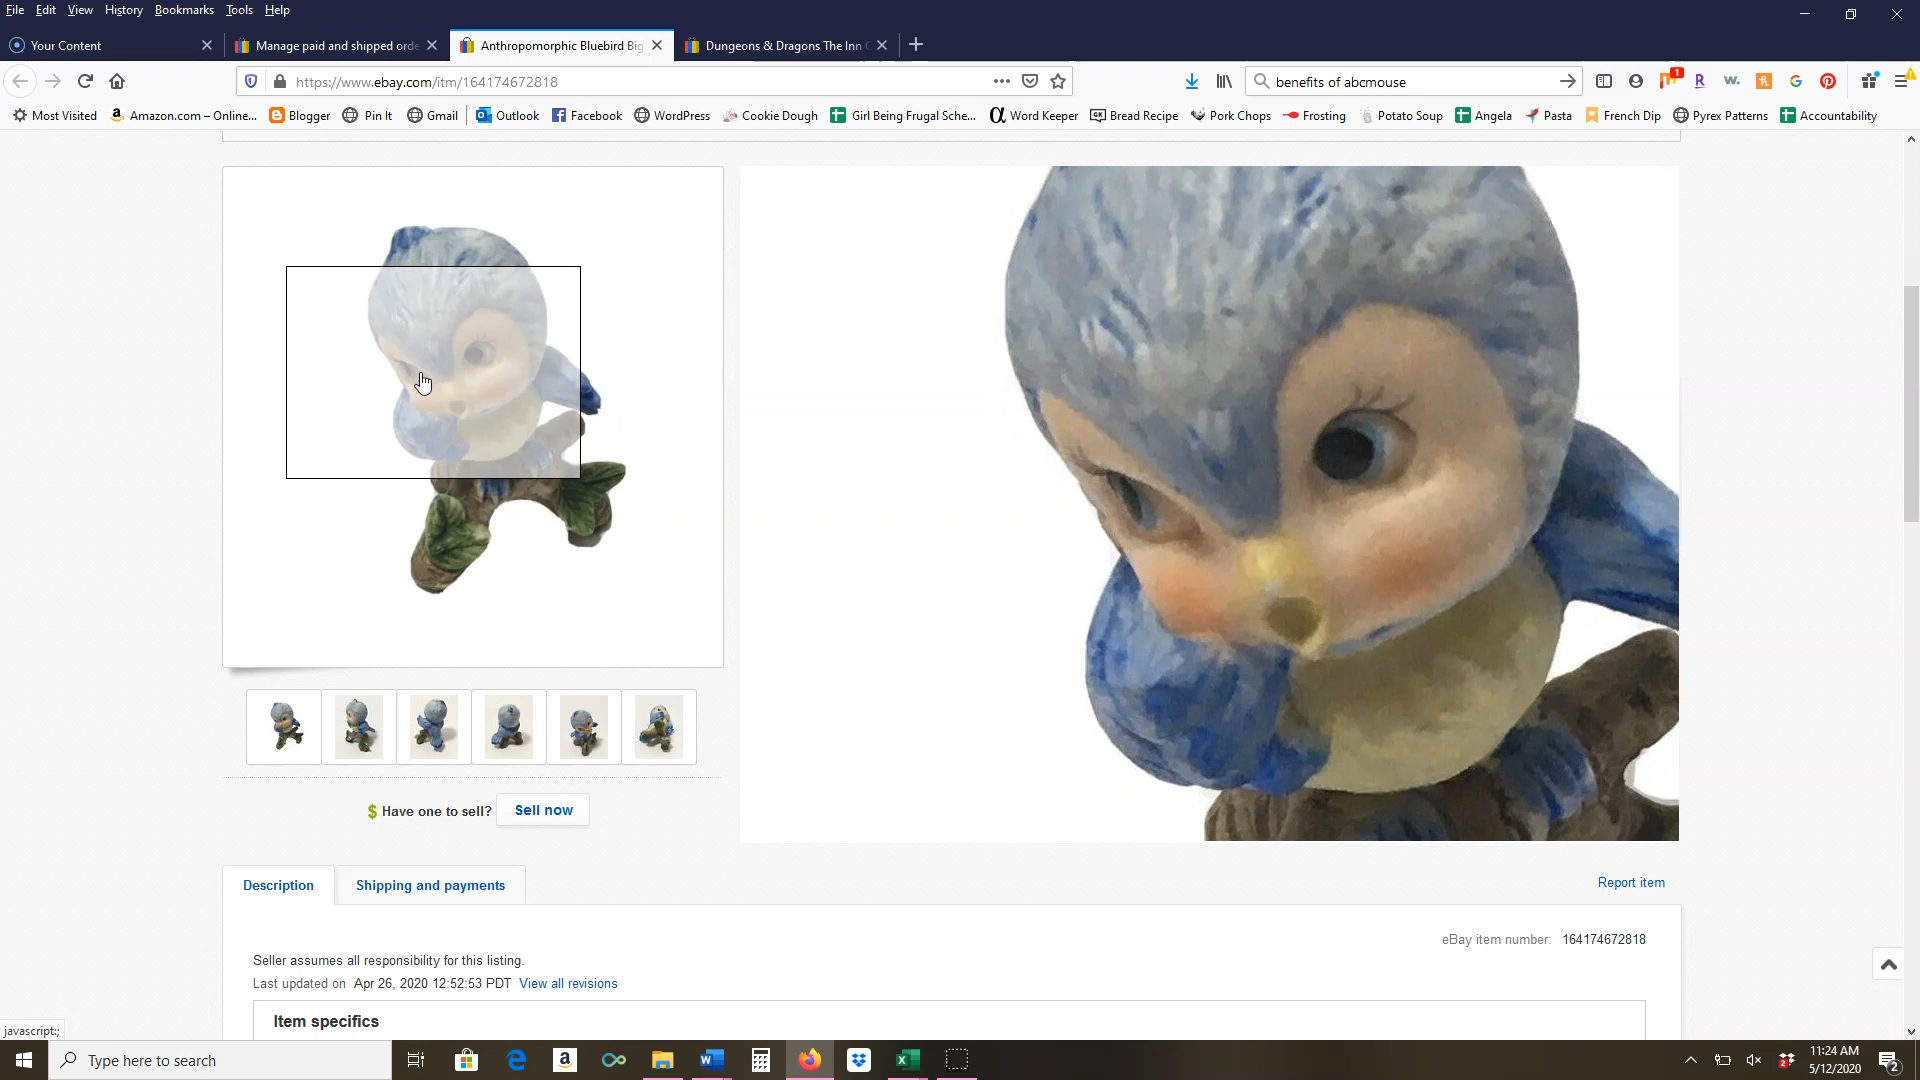 File Edit View History Bookmarks Tools Help
Your Content
Manage paid and shipped orde
Anthropomorphic Bluebird Big
Dungeons & Dragons The Inn
https://www.ebay.com/itm/164174672818
benefits of abcmouse
1
Most Visited
Amazon.com – Online...
Blogger
Pin It
Gmail
Outlook
Facebook
WordPress
Cookie Dough
Girl Being Frugal Sche...
Word Keeper
Bread Recipe
Pork Chops
Frosting
Potato Soup
Angela
Pasta
French Dip
Pyrex Patterns
Accountability
$ Have one to sell? Sell now
Description
Shipping and payments
Report item
eBay item number: 164174672818
Seller assumes all responsibility for this listing.
Last updated on Apr 26, 2020 12:52:53 PDT View all revisions
Item specifics
javascript:;
Type here to search
11:24 AM
5/12/2020
2